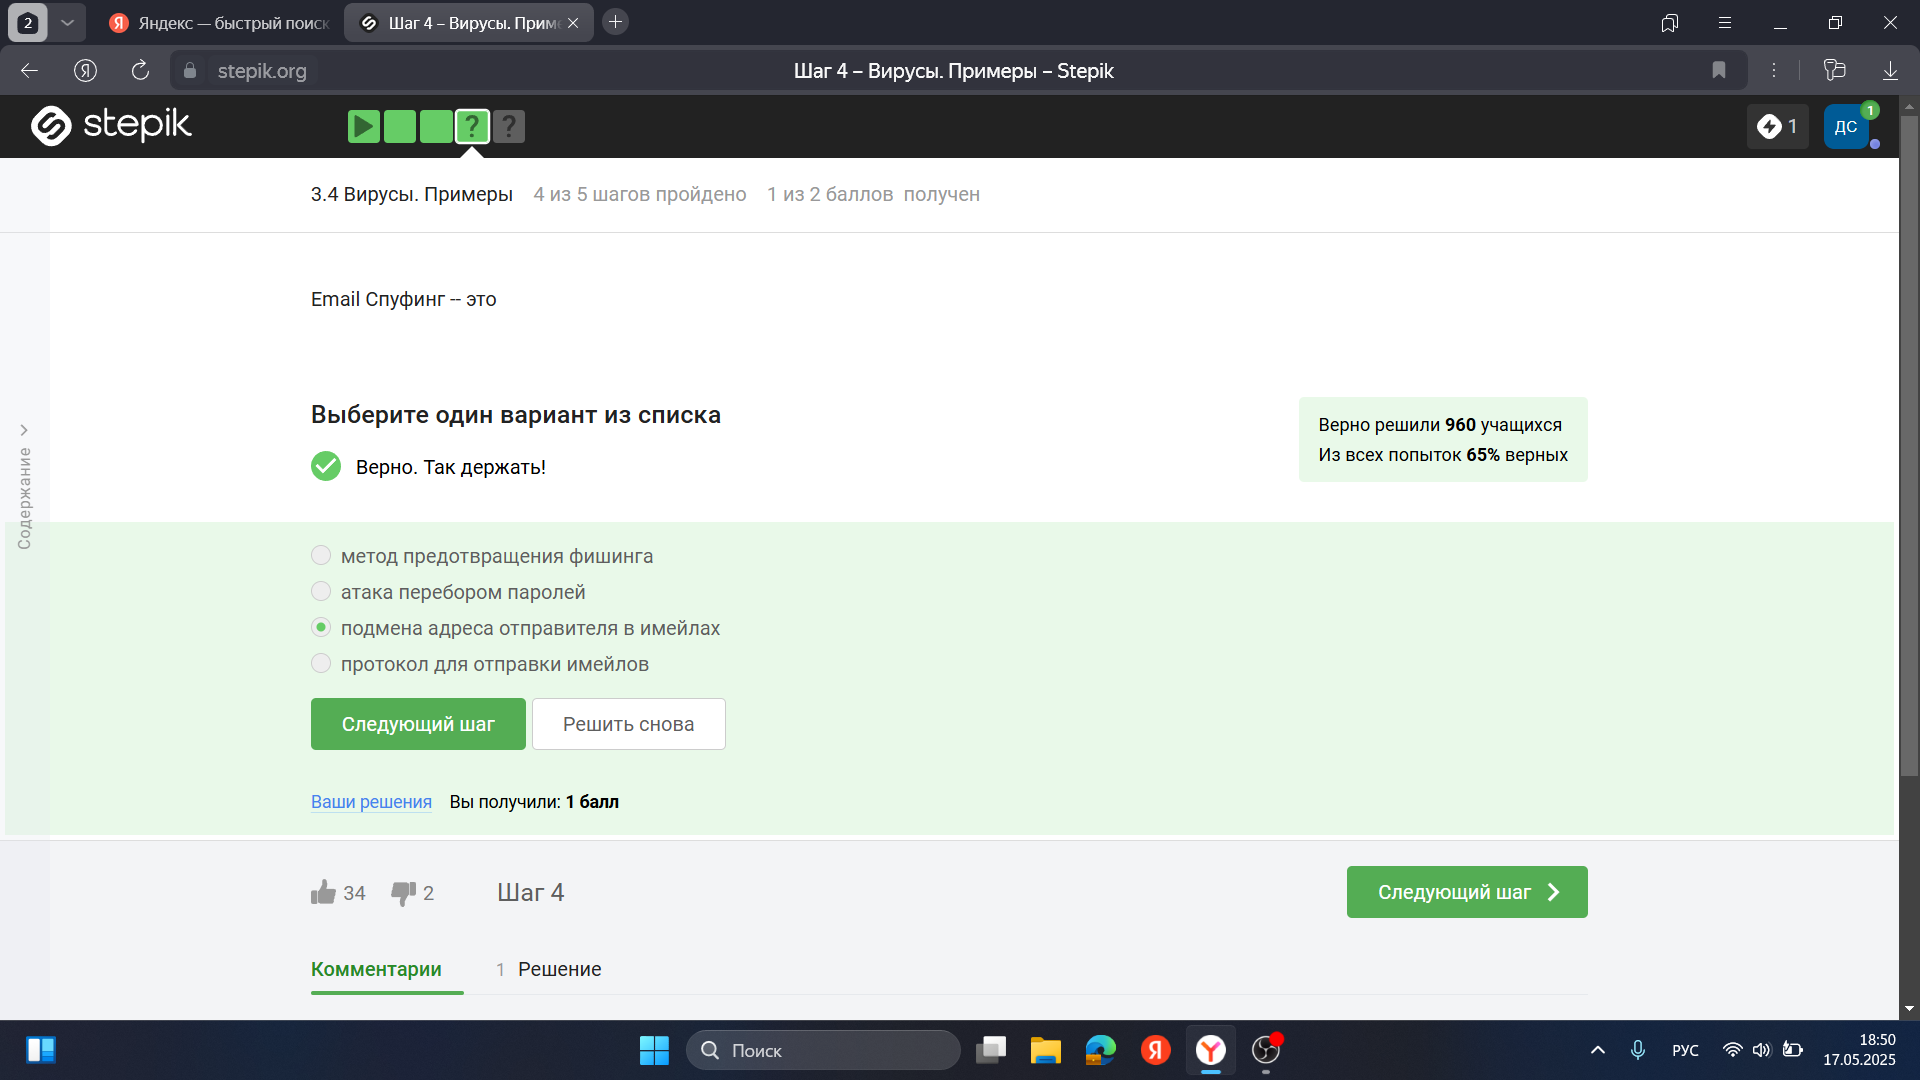 2
Яндекс — быстрый поиск
Шаг 4 – Вирусы. Прим
stepik.org
Шаг 4 – Вирусы. Примеры – Stepik
stepik
? ?
1
ДС
1
3.4 Вирусы. Примеры 4 из 5 шагов пройдено 1 из 2 баллов получен
Содержание
Email Спуфинг -- это
Выберите один вариант из списка
Верно. Так держать!
Верно решили 960 учащихся
Из всех попыток 65% верных
метод предотвращения фишинга
атака перебором паролей
подмена адреса отправителя в имейлах
протокол для отправки имейлов
Следующий шаг
Решить снова
Ваши решения Вы получили: 1 балл
34 2 Шаг 4
Следующий шаг
Комментарии 1 Решение
Поиск
РУС
18:50
17.05.2025